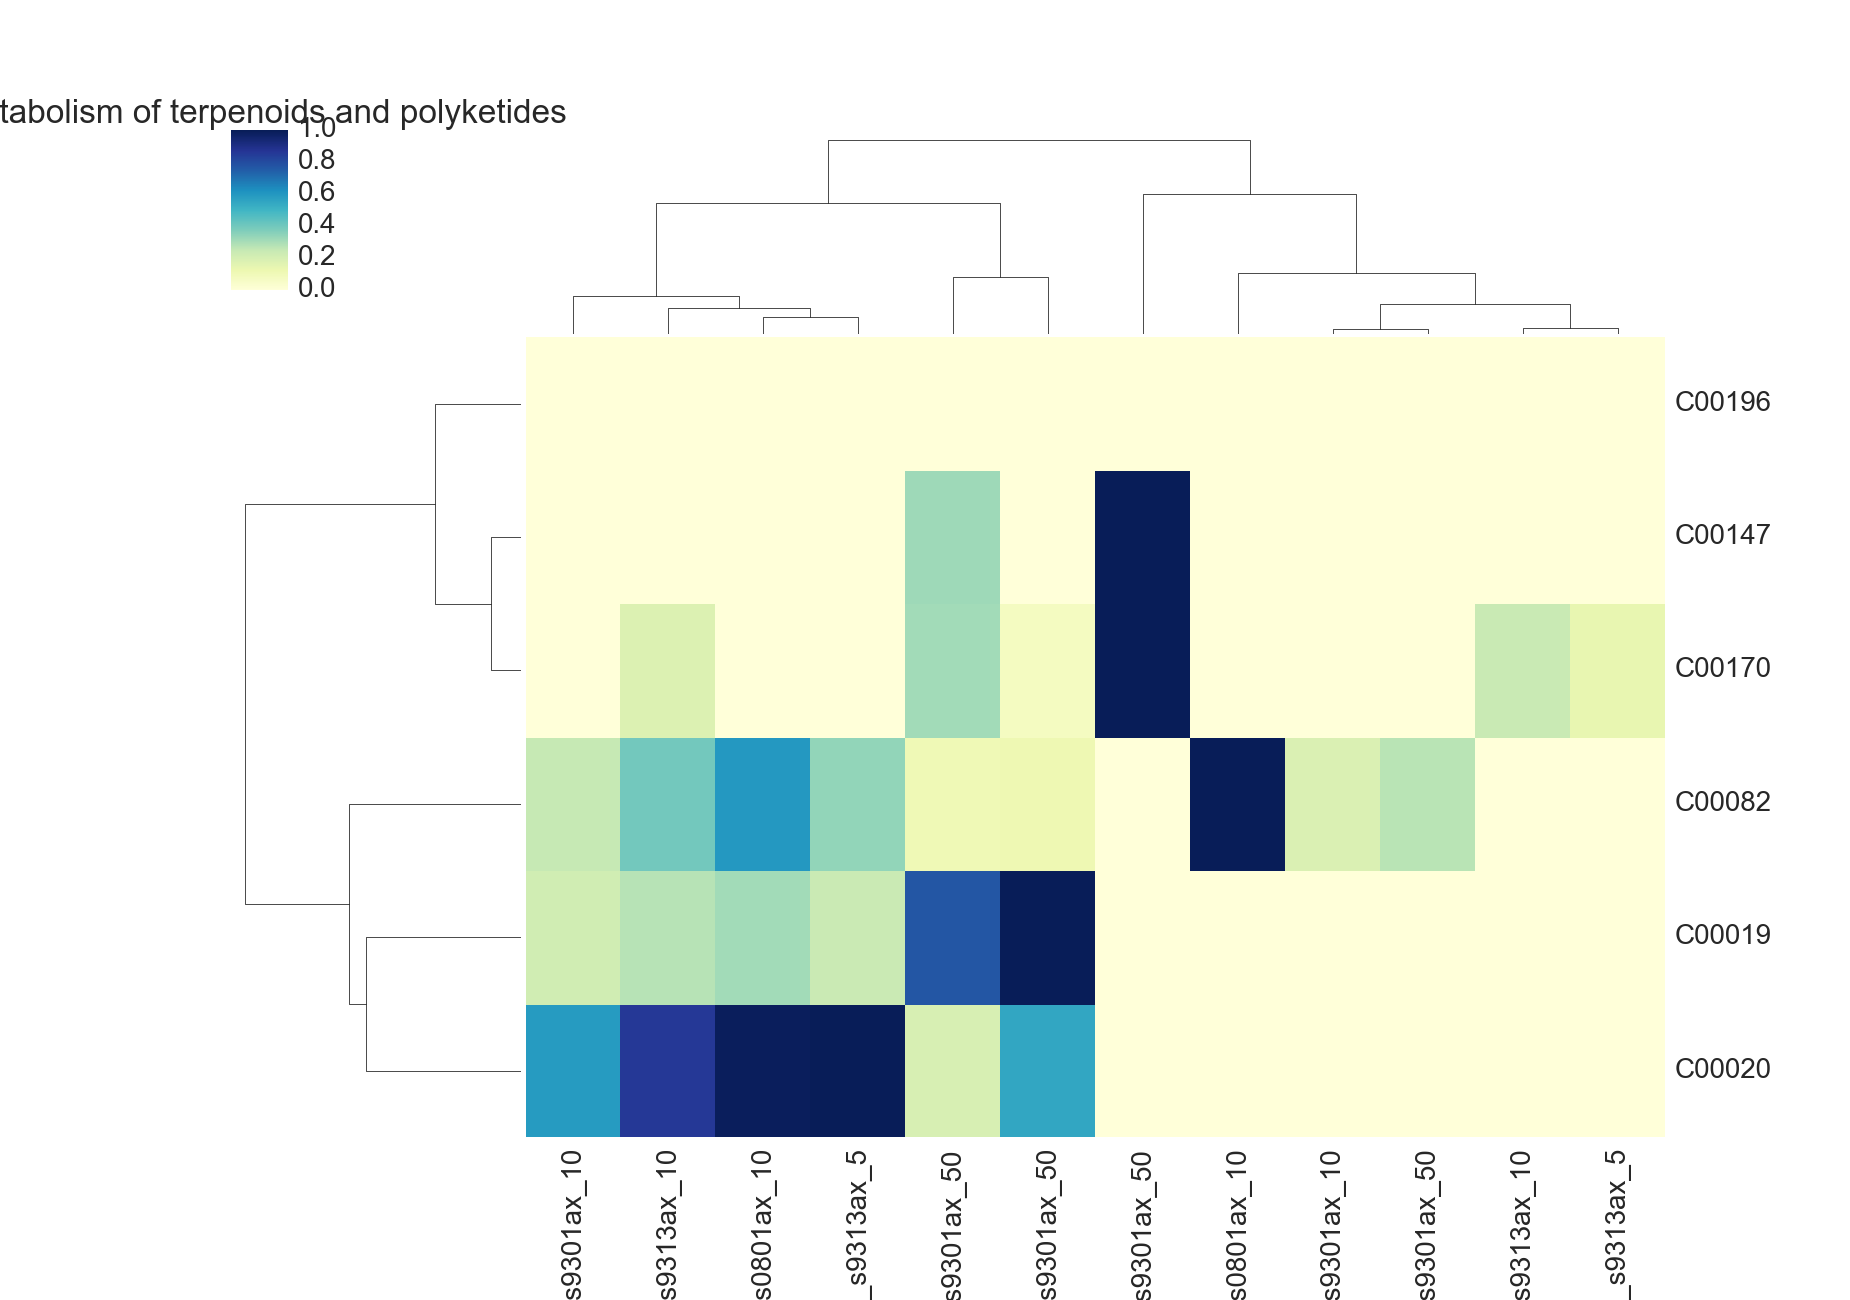 tabolism of terpenoids and polyketides
1.0
0.8
0.6
0.4
0.2
0.0
C00196
C00147
C00170
C00082
C00019
C00020
s9301ax_10
s9313ax_10
s0801ax_10
_s9313ax_5
s9301ax_50
s9301ax_50
s9301ax_50
s0801ax_10
s9301ax_10
s9301ax_50
s9313ax_10
_s9313ax_5